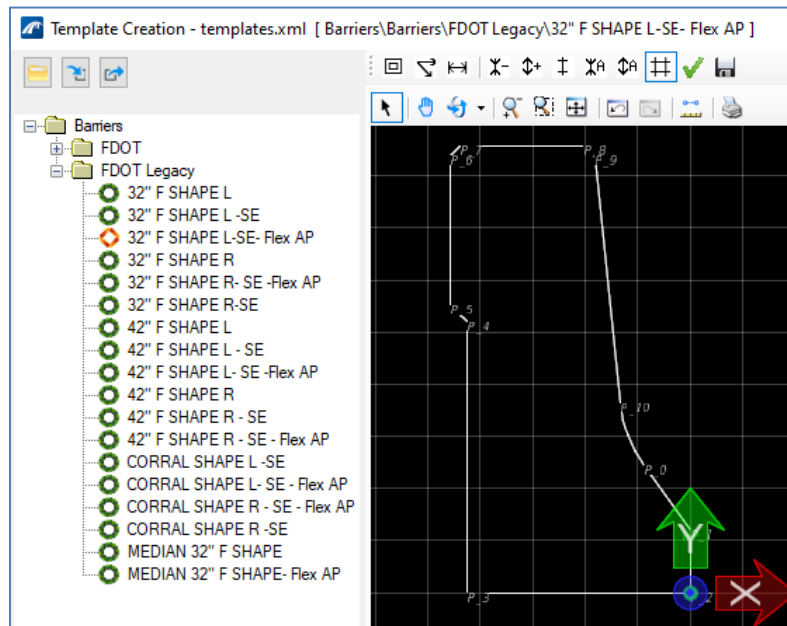 Template Creation - templates.xml [ Barriers\Barriers\FDOT Legacy\32" F SHAPE L-SE- Flex AP ]
Barriers
FDOT
FDOT Legacy
32" F SHAPE L
32" F SHAPE L -SE
32" F SHAPE L-SE- Flex AP
32" F SHAPE R
32" F SHAPE R- SE -Flex AP
32" F SHAPE R-SE
42" F SHAPE L
42" F SHAPE L - SE
42" F SHAPE L- SE -Flex AP
42" F SHAPE R
42" F SHAPE R - SE
42" F SHAPE R - SE - Flex AP
CORRAL SHAPE L -SE
CORRAL SHAPE L- SE - Flex AP
CORRAL SHAPE R - SE - Flex AP
CORRAL SHAPE R -SE
MEDIAN 32" F SHAPE
MEDIAN 32" F SHAPE- Flex AP
P_7
P_6
P_8
P_9
P_5
P_4
P_10
P_0
Y
P_3
X